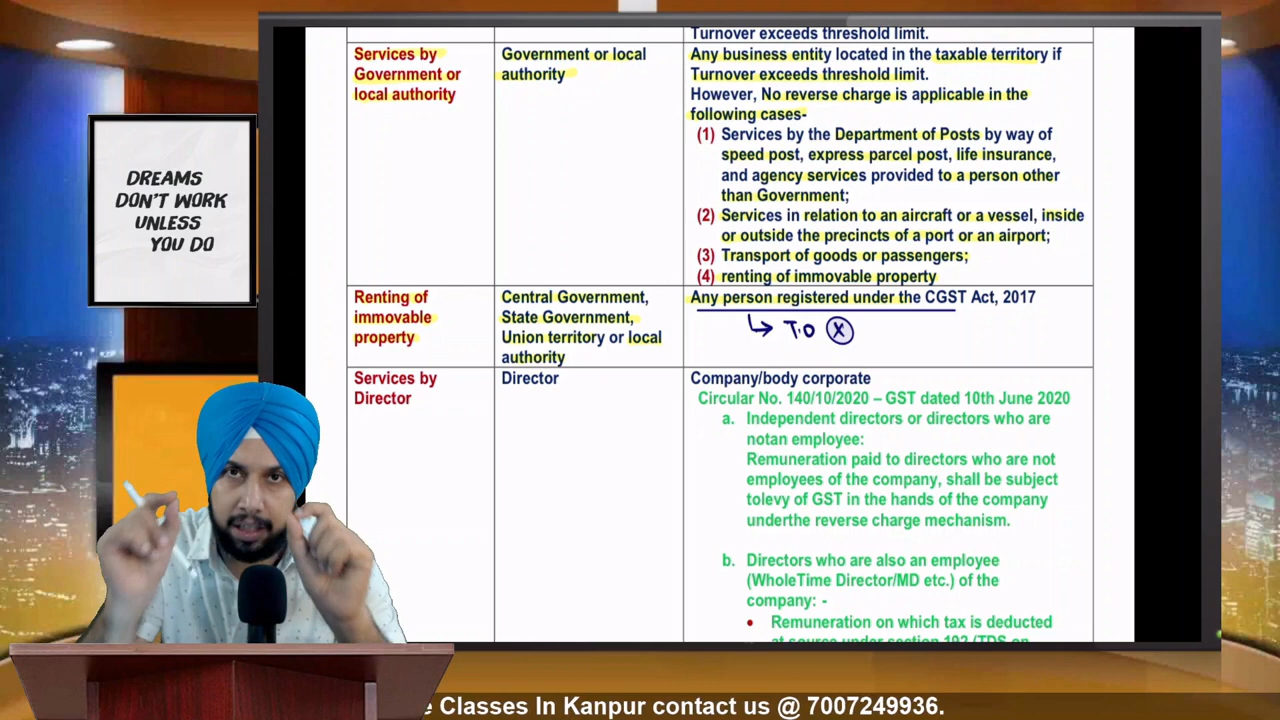 Turnover exceeds threshold limit.
Services by
Government or
local authority
Government or local
authority
Any business entity located in the taxable territory if
Turnover exceeds threshold limit.
However, No reverse charge is applicable in the
following cases-
(1) Services by the Department of Posts by way of
speed post, express parcel post, life insurance,
and agency services provided to a person other
than Government;
(2) Services in relation to an aircraft or a vessel, inside
or outside the precincts of a port or an airport;
(3) Transport of goods or passengers;
(4) renting of immovable property
Renting of
immovable
property
Central Government,
State Government,
Union territory or local
authority
Any person registered under the CGST Act, 2017
↳ T.O X
Services by
Director
Director
Company/body corporate
Circular No. 140/10/2020 – GST dated 10th June 2020
a. Independent directors or directors who are
notan employee:
Remuneration paid to directors who are not
employees of the company, shall be subject
tolevy of GST in the hands of the company
underthe reverse charge mechanism.
b. Directors who are also an employee
(WholeTime Director/MD etc.) of the
company: -
• Remuneration on which tax is deducted
at source under section 192 (TDS on
DREAMS
DON'T WORK
UNLESS
YOU DO
Classes In Kanpur contact us @ 7007249936.